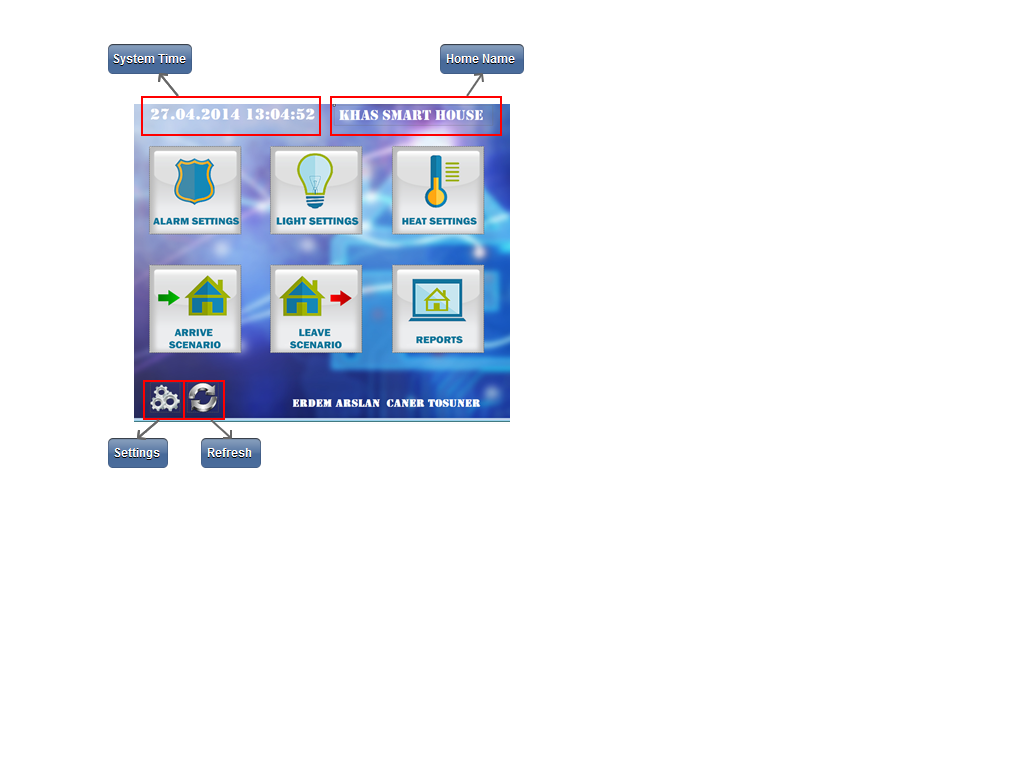 System Time
Home Name
27.04.2014 13:04:52
KHAS SMART HOUSE
ALARM SETTINGS
LIGHT SETTINGS
HEAT SETTINGS
ARRIVE
SCENARIO
LEAVE
SCENARIO
REPORTS
ERDEM ARSLAN CANER TOSUNER
Settings
Refresh